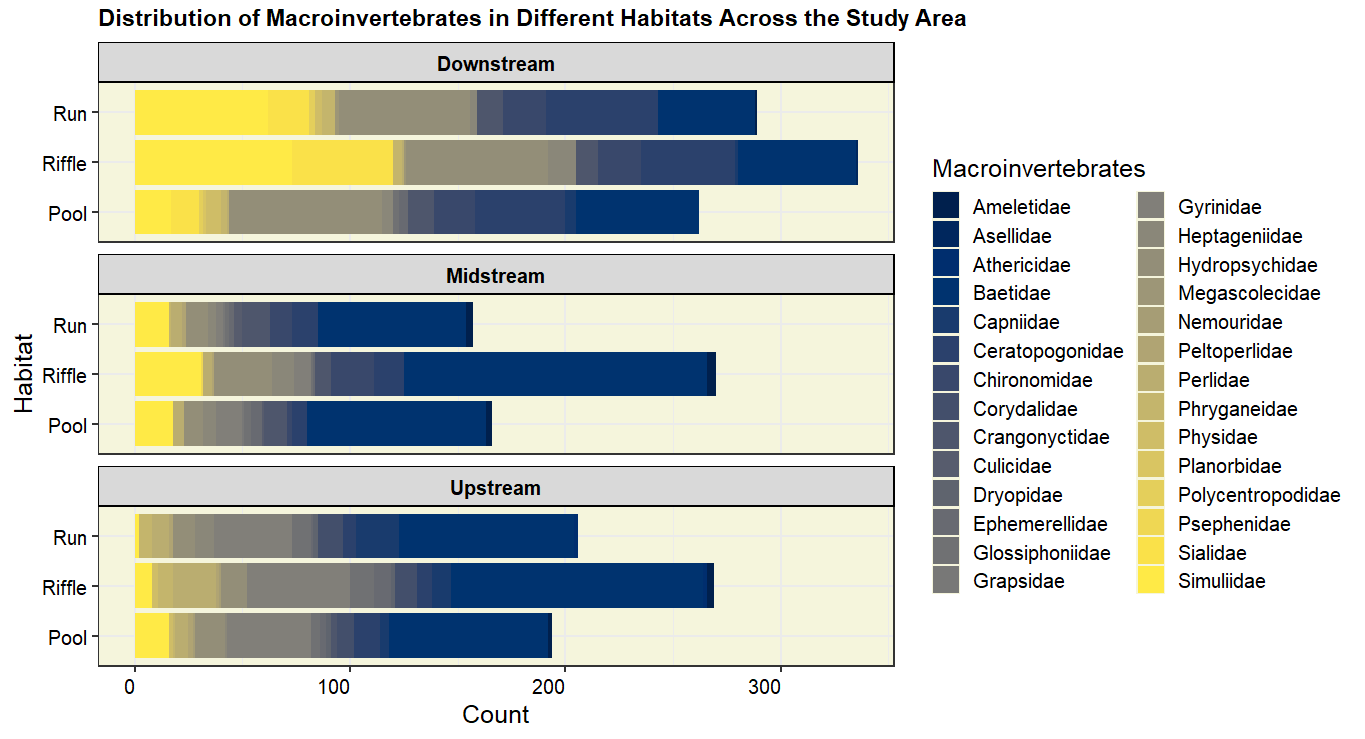 Distribution of Macroinvertebrates in Different Habitats Across the Study Area
Downstream
Run
Riffle
Pool
Midstream
Run
Riffle
Pool
Upstream
Run
Riffle
Pool
Habitat
0 100 200 300
Count
Macroinvertebrates
Ameletidae
Asellidae
Athericidae
Baetidae
Capniidae
Ceratopogonidae
Chironomidae
Corydalidae
Crangonyctidae
Culicidae
Dryopidae
Ephemerellidae
Glossiphoniidae
Grapsidae
Gyrinidae
Heptageniidae
Hydropsychidae
Megascolecidae
Nemouridae
Peltoperlidae
Perlidae
Phryganeidae
Physidae
Planorbidae
Polycentropodidae
Psephenidae
Sialidae
Simuliidae